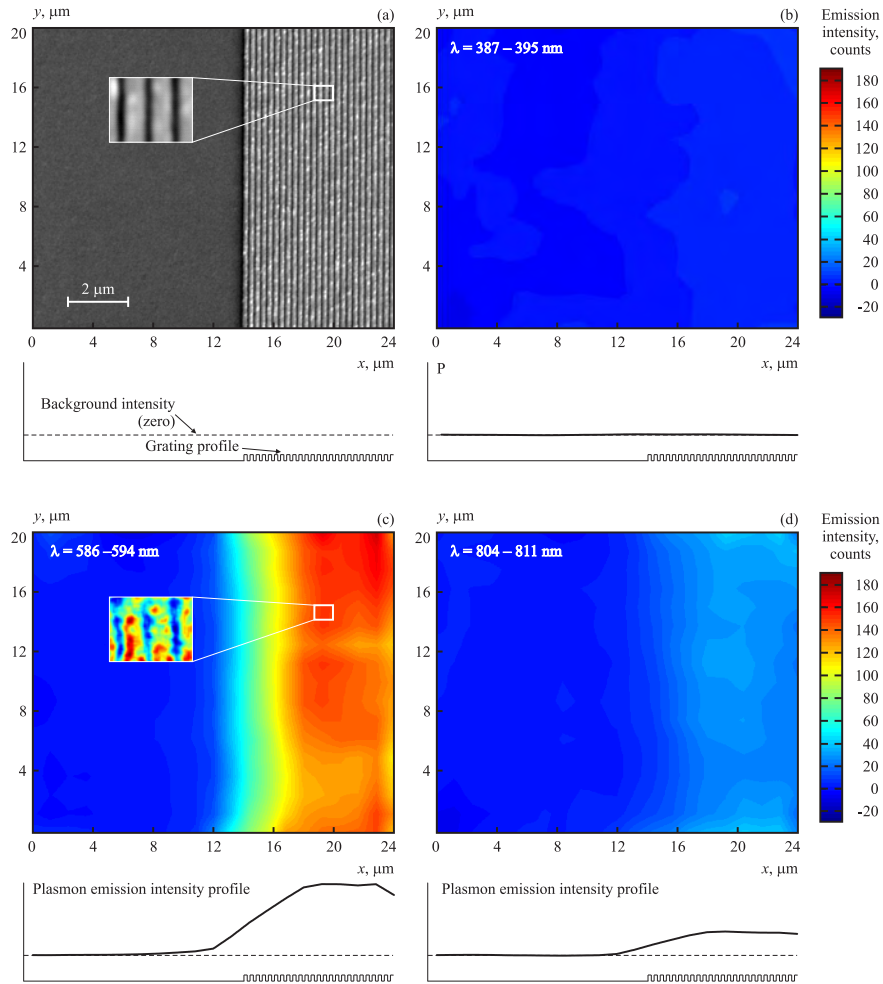 y, μm
(a)
20
16
12
8
4
2 μm
0
4
8
12
16
20
24
x, μm
Background intensity
(zero)
Grating profile
y, μm
(b)
20
16
12
8
4
λ = 387 – 395 nm
0
4
8
12
16
20
24
x, μm
P
Emission
intensity,
counts
180
160
140
120
100
80
60
40
20
0
-20
y, μm
(c)
20
16
12
8
4
λ = 586 –594 nm
0
4
8
12
16
20
24
x, μm
Plasmon emission intensity profile
y, μm
(d)
20
16
12
8
4
λ = 804 – 811 nm
0
4
8
12
16
20
24
x, μm
Plasmon emission intensity profile
Emission
intensity,
counts
180
160
140
120
100
80
60
40
20
0
-20